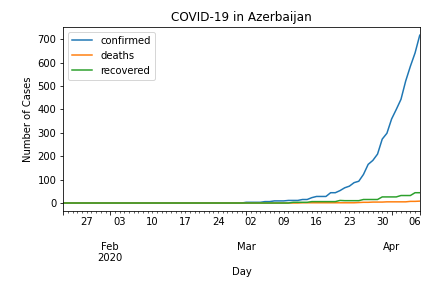 COVID-19 in Azerbaijan
confirmed
deaths
recovered
Number of Cases
700
600
500
400
300
200
100
0
27 03 10 17 24 02 09 16 23 30 06
Feb Mar Apr
2020
Day